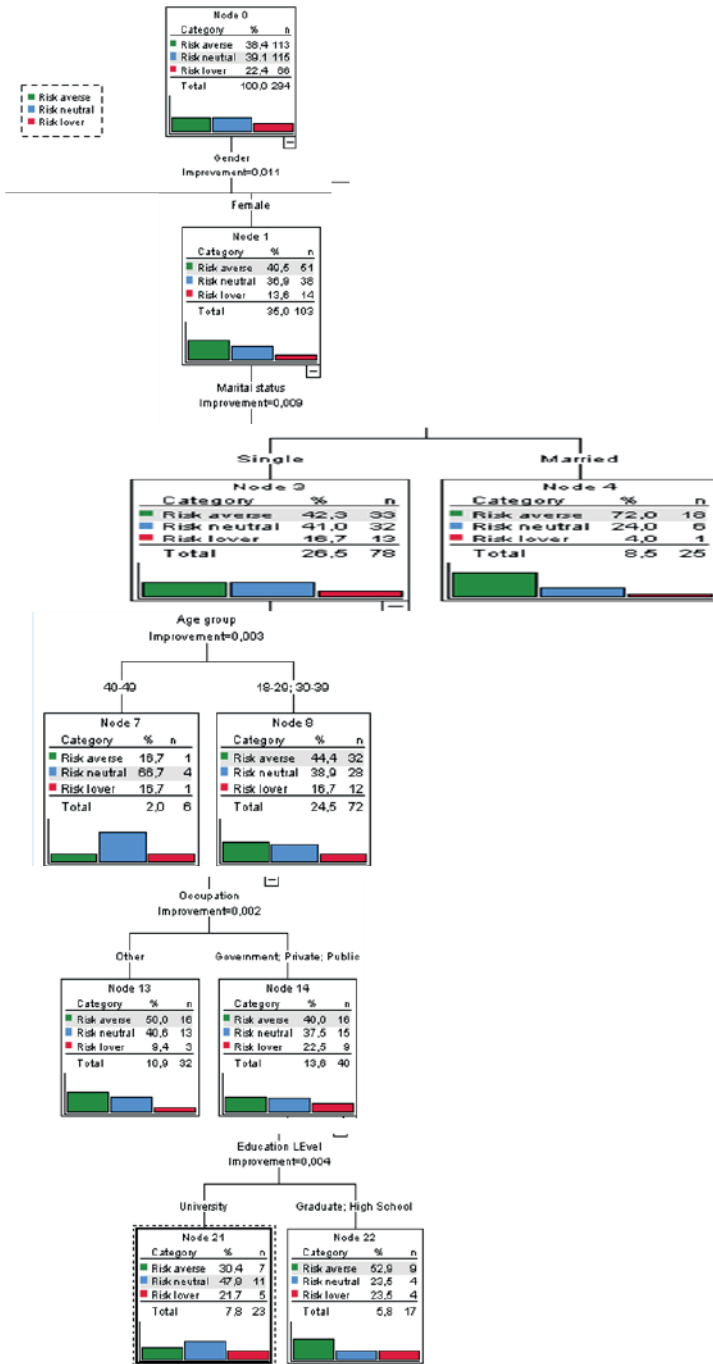 Risk averse
Risk neutral
Risk lover
Node 0
Category % n
Risk averse 38,4 113
Risk neutral 39,1 115
Risk lover 22,4 66
Total 100,0 294
Gender
Improvement=0,011
Female
Node 1
Category % n
Risk averse 49,5 51
Risk neutral 36,9 38
Risk lover 13,6 14
Total 35,0 103
Marital status
Improvement=0,009
Single
Node 3
Category % n
Risk averse 42,3 33
Risk neutral 41,0 32
Risk lover 16,7 13
Total 26,5 78
Married
Node 4
Category % n
Risk averse 72,0 18
Risk neutral 24,0 6
Risk lover 4,0 1
Total 8,5 25
Age group
Improvement=0,003
40-49
Node 7
Category % n
Risk averse 16,7 1
Risk neutral 66,7 4
Risk lover 16,7 1
Total 2,0 6
18-29; 30-39
Node 8
Category % n
Risk averse 44,4 32
Risk neutral 38,9 28
Risk lover 16,7 12
Total 24,5 72
Occupation
Improvement=0,002
Other
Node 13
Category % n
Risk averse 50,0 16
Risk neutral 40,6 13
Risk lover 9,4 3
Total 10,9 32
Government; Private; Public
Node 14
Category % n
Risk averse 40,0 16
Risk neutral 37,5 15
Risk lover 22,5 9
Total 13,6 40
Education LEvel
Improvement=0,004
University
Node 21
Category % n
Risk averse 30,4 7
Risk neutral 47,8 11
Risk lover 21,7 5
Total 7,8 23
Graduate; High School
Node 22
Category % n
Risk averse 52,9 9
Risk neutral 23,5 4
Risk lover 23,5 4
Total 5,8 17